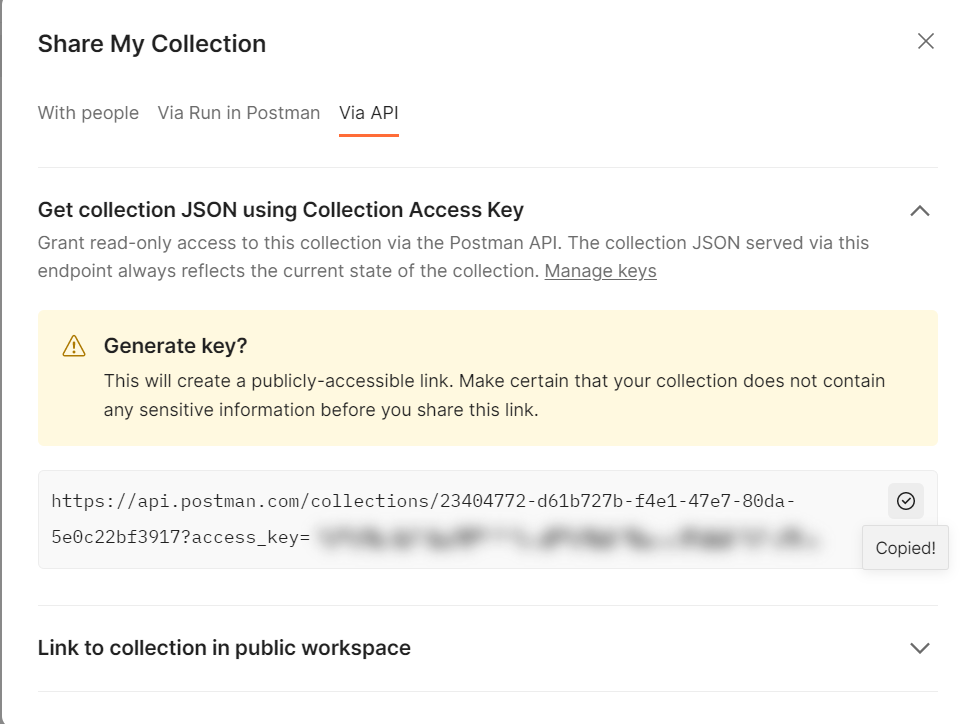 Share My Collection
With people Via Run in Postman Via API
Get collection JSON using Collection Access Key
Grant read-only access to this collection via the Postman API. The collection JSON served via this
endpoint always reflects the current state of the collection. Manage keys
Generate key?
This will create a publicly-accessible link. Make certain that your collection does not contain
any sensitive information before you share this link.
https://api.postman.com/collections/23404772-d61b727b-f4e1-47e7-80da-
5e0c22bf3917?access_key=
Copied!
Link to collection in public workspace